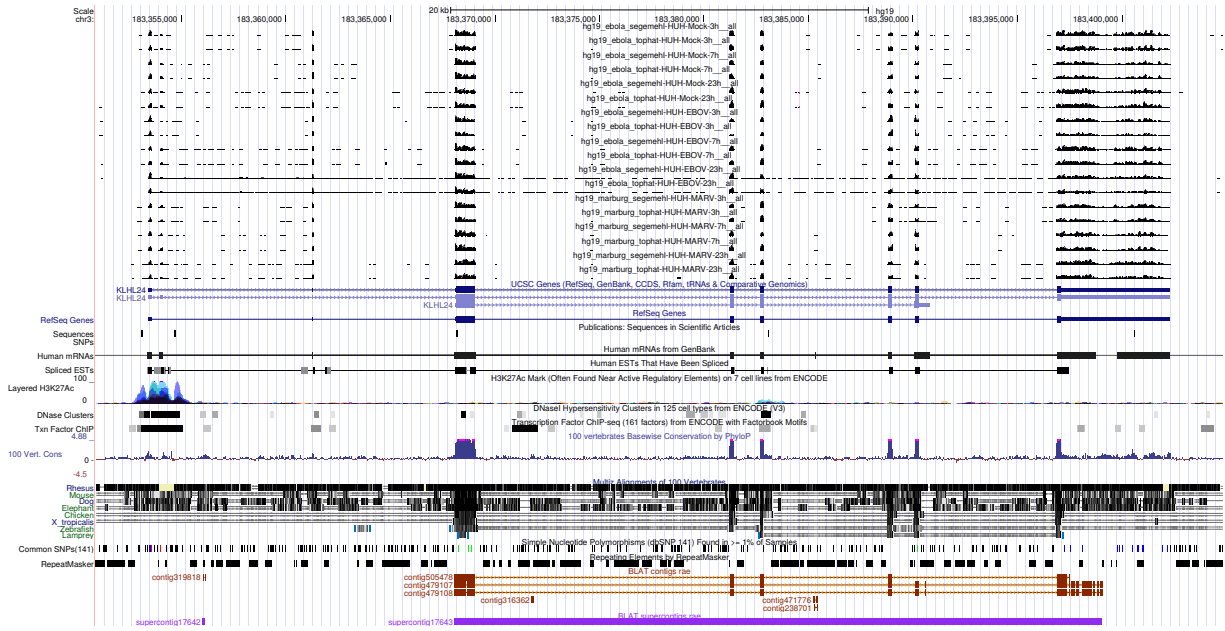 Scale 20 kb hg19
chr3: 183,355,000 183,360,000 183,365,000 183,370,000 183,375,000 183,380,000 183,385,000 183,390,000 183,395,000 183,400,000
hg19_ebola_segemehl-HUH-Mock-3h__all
hg19_ebola_tophat-HUH-Mock-3h__all
hg19_ebola_segemehl-HUH-Mock-7h__all
hg19_ebola_tophat-HUH-Mock-7h__all
hg19_ebola_segemehl-HUH-Mock-23h__all
hg19_ebola_tophat-HUH-Mock-23h__all
hg19_ebola_segemehl-HUH-EBOV-3h__all
hg19_ebola_tophat-HUH-EBOV-3h__all
hg19_ebola_segemehl-HUH-EBOV-7h__all
hg19_ebola_tophat-HUH-EBOV-7h__all
hg19_ebola_segemehl-HUH-EBOV-23h__all
hg19_ebola_tophat-HUH-EBOV-23h__all
hg19_marburg_segemehl-HUH-MARV-3h__all
hg19_marburg_tophat-HUH-MARV-3h__all
hg19_marburg_segemehl-HUH-MARV-7h__all
hg19_marburg_tophat-HUH-MARV-7h__all
hg19_marburg_segemehl-HUH-MARV-23h__all
hg19_marburg_tophat-HUH-MARV-23h__all
UCSC Genes (RefSeq, GenBank, CCDS, Rfam, tRNAs & Comparative Genomics)
KLHL24
KLHL24
KLHL24
RefSeq Genes
RefSeq Genes
Publications: Sequences in Scientific Articles
Sequences
SNPs
Human mRNAs from GenBank
Human mRNAs
Human ESTs That Have Been Spliced
Spliced ESTs
H3K27Ac Mark (Often Found Near Active Regulatory Elements) on 7 cell lines from ENCODE
100
Layered H3K27Ac
0
DNaseI Hypersensitivity Clusters in 125 cell types from ENCODE (V3)
DNase Clusters
Transcription Factor ChIP-seq (161 factors) from ENCODE with Factorbook Motifs
Txn Factor ChIP
100 vertebrates Basewise Conservation by PhyloP
4.88
100 Vert. Cons
0
-4.5
Multiz Alignments of 100 Vertebrates
Rhesus
Mouse
Dog
Elephant
Chicken
X_tropicalis
Zebrafish
Lamprey
Simple Nucleotide Polymorphisms (dbSNP 141) Found in >= 1% of Samples
Common SNPs(141)
Repeating Elements by RepeatMasker
RepeatMasker
BLAT contigs rae
contig319818 contig505478
contig479107
contig479108
contig316362 contig471776
contig238701
BLAT supercontigs rae
supercontig17642 supercontig17643